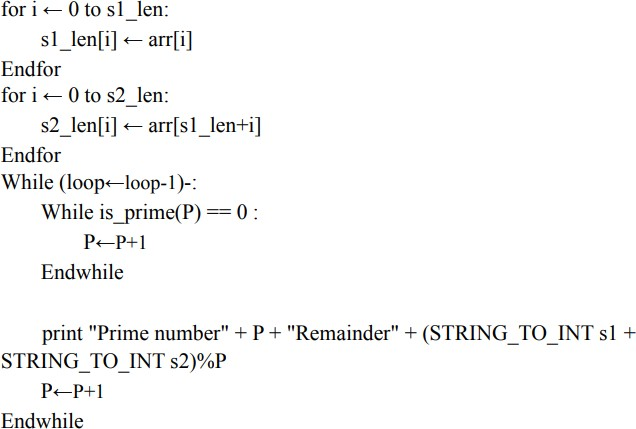 for i ← 0 to s1_len:
s1_len[i] ← arr[i]
Endfor
for i ← 0 to s2_len:
s2_len[i] ← arr[s1_len+i]
Endfor
While (loop←loop-1)-:
While is_prime(P) == 0 :
P←P+1
Endwhile
print "Prime number" + P + "Remainder" + (STRING_TO_INT s1 +
STRING_TO_INT s2)%P
P←P+1
Endwhile